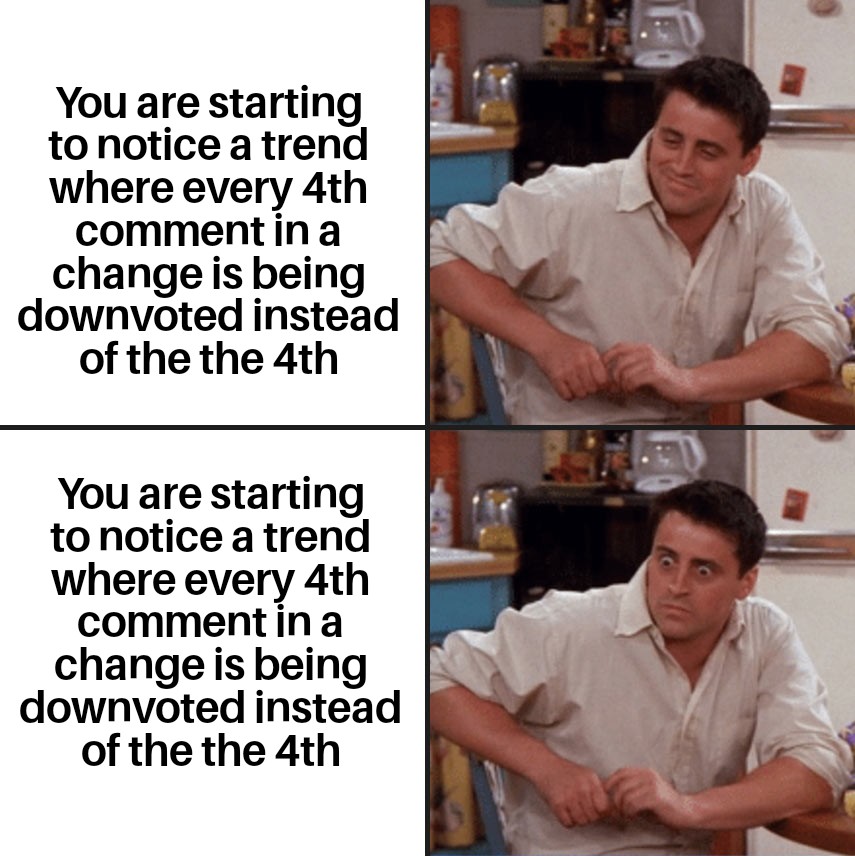 You are starting
to notice a trend
where every 4th
comment in a
change is being
downvoted instead
of the the 4th
You are starting
to notice a trend
where every 4th
comment in a
change is being
downvoted instead
of the the 4th